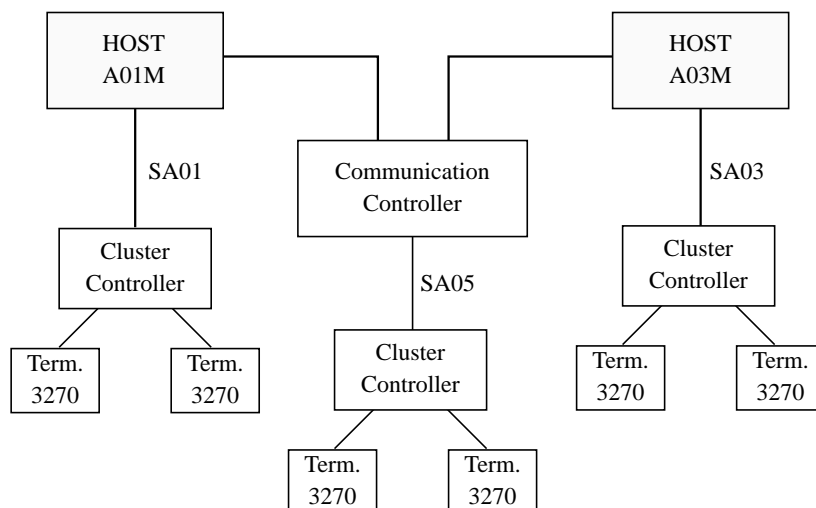 HOST
A01M
HOST
A03M
SA01
Communication
Controller
SA03
Cluster
Controller
Cluster
Controller
SA05
Term.
3270
Term.
3270
Cluster
Controller
Term.
3270
Term.
3270
Term.
3270
Term.
3270